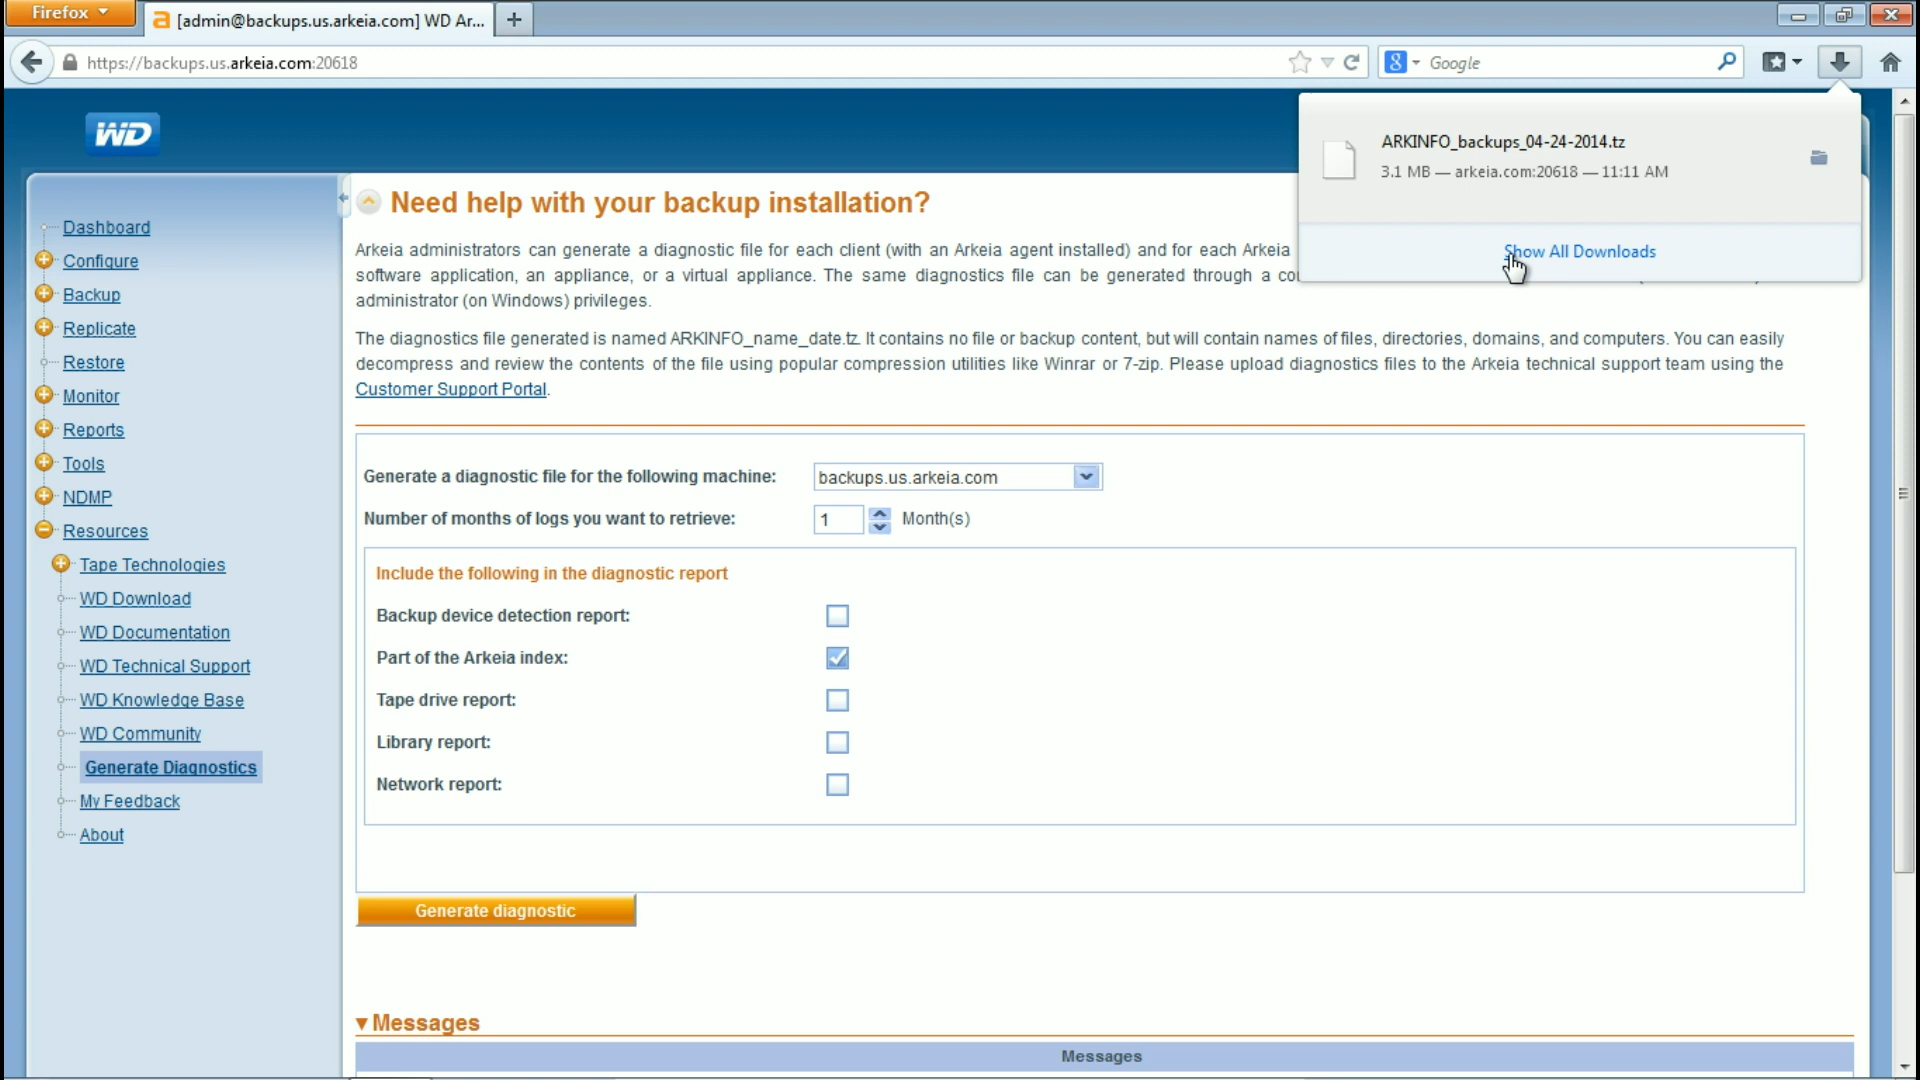 Firefox
[admin@backups.us.arkeia.com] WD Ar...
https://backups.us.arkeia.com:20618
Google
WD
ARKINFO_backups_04-24-2014.tz
3.1 MB — arkeia.com:20618 — 11:11 AM
Show All Downloads
Dashboard
Configure
Backup
Replicate
Restore
Monitor
Reports
Tools
NDMP
Resources
Tape Technologies
WD Download
WD Documentation
WD Technical Support
WD Knowledge Base
WD Community
Generate Diagnostics
My Feedback
About
Need help with your backup installation?
Arkeia administrators can generate a diagnostic file for each client (with an Arkeia agent installed) and for each Arkeia
software application, an appliance, or a virtual appliance. The same diagnostics file can be generated through a
administrator (on Windows) privileges.
The diagnostics file generated is named ARKINFO_name_date.tz. It contains no file or backup content, but will contain names of files, directories, domains, and computers. You can easily
decompress and review the contents of the file using popular compression utilities like Winrar or 7-zip. Please upload diagnostics files to the Arkeia technical support team using the
Customer Support Portal.
Generate a diagnostic file for the following machine: backups.us.arkeia.com
Number of months of logs you want to retrieve: 1 Month(s)
Include the following in the diagnostic report
Backup device detection report:
Part of the Arkeia index:
Tape drive report:
Library report:
Network report:
Generate diagnostic
Messages
Messages